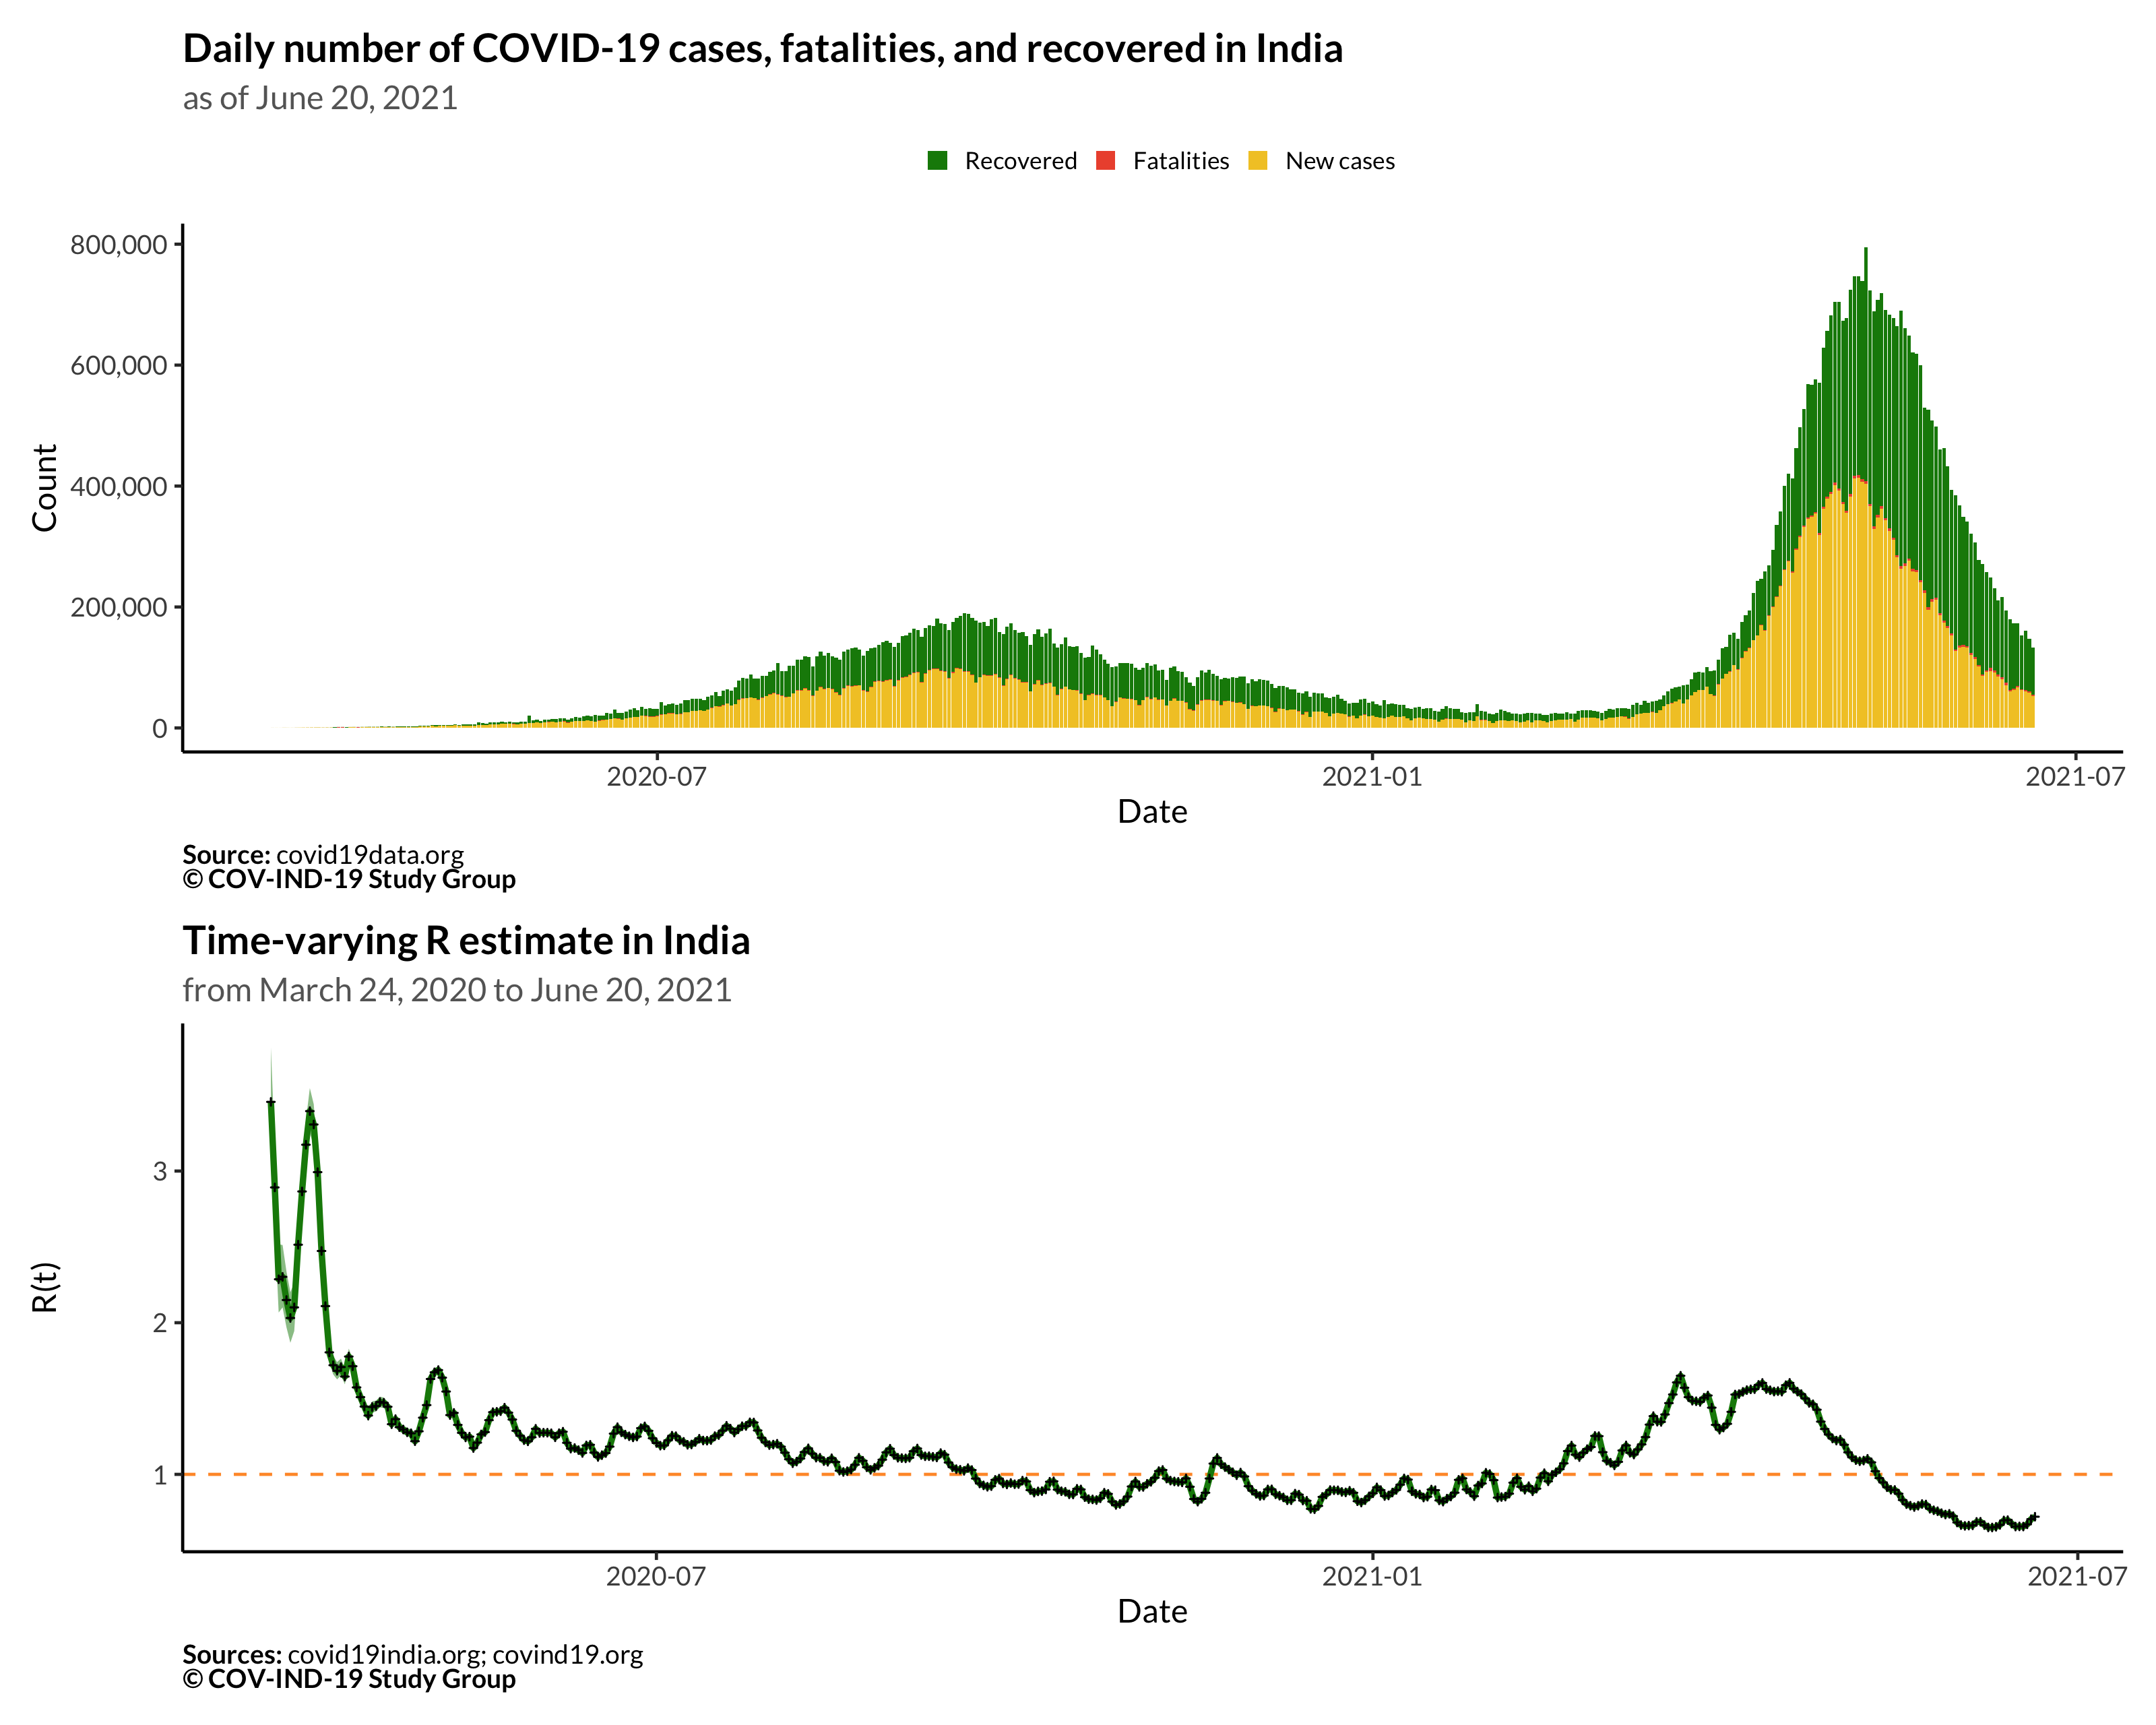 Daily number of COVID-19 cases, fatalities, and recovered in India
as of June 20, 2021
Recovered Fatalities New cases
Count
800,000
600,000
400,000
200,000
0
2020-07 2021-01 2021-07
Date
Source: covid19data.org
© COV-IND-19 Study Group
Time-varying R estimate in India
from March 24, 2020 to June 20, 2021
R(t)
3
2
1
2020-07 2021-01 2021-07
Date
Sources: covid19india.org; covind19.org
© COV-IND-19 Study Group